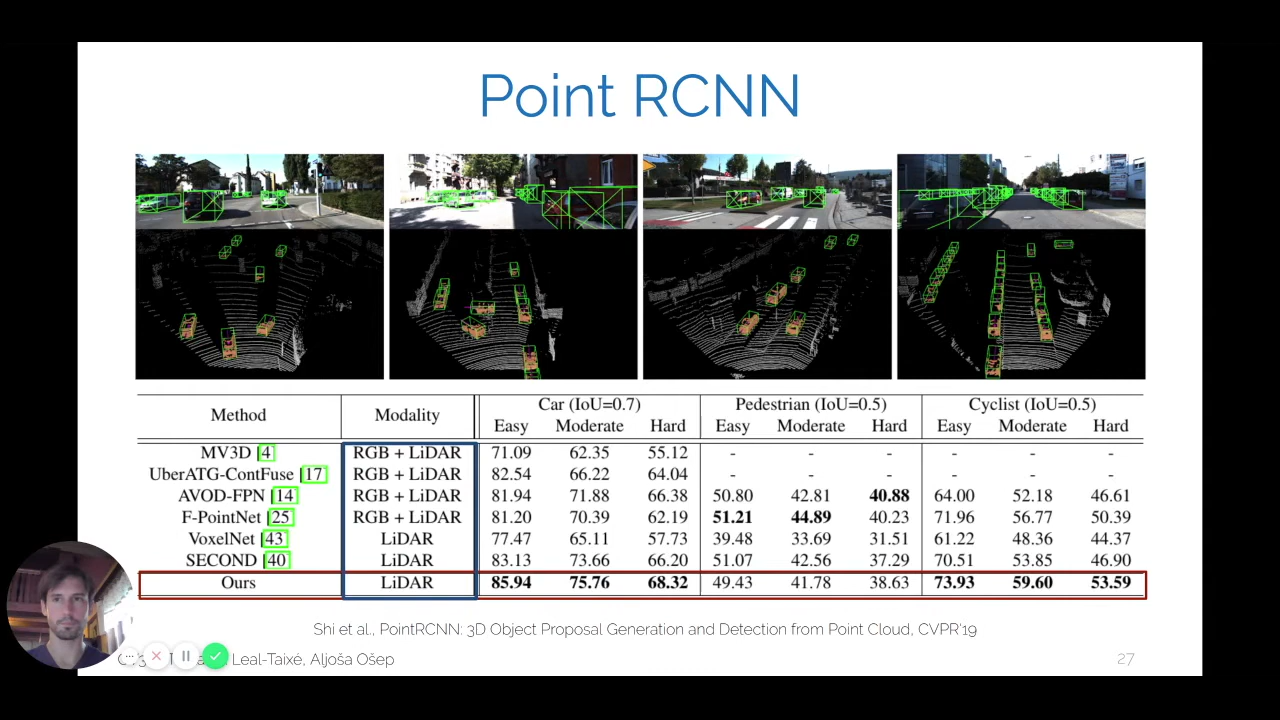 Point RCNN
Method Modality Car (IoU=0.7) Pedestrian (IoU=0.5) Cyclist (IoU=0.5)
Easy Moderate Hard Easy Moderate Hard Easy Moderate Hard
MV3D [4] RGB + LiDAR 71.09 62.35 55.12 - - - - - -
UberATG-ContFuse [17] RGB + LiDAR 82.54 66.22 64.04 - - - - - -
AVOD-FPN [14] RGB + LiDAR 81.94 71.88 66.38 50.80 42.81 40.88 64.00 52.18 46.61
F-PointNet [25] RGB + LiDAR 81.20 70.39 62.19 51.21 44.89 40.23 71.96 56.77 50.39
VoxelNet [43] LiDAR 77.47 65.11 57.73 39.48 33.69 31.51 61.22 48.36 44.37
SECOND [40] LiDAR 83.13 73.66 66.20 51.07 42.56 37.29 70.51 53.85 46.90
Ours LiDAR 85.94 75.76 68.32 49.43 41.78 38.63 73.93 59.60 53.59
Shi et al., PointRCNN: 3D Object Proposal Generation and Detection from Point Cloud, CVPR'19
Leal-Taixé, Aljoša Ošep
27